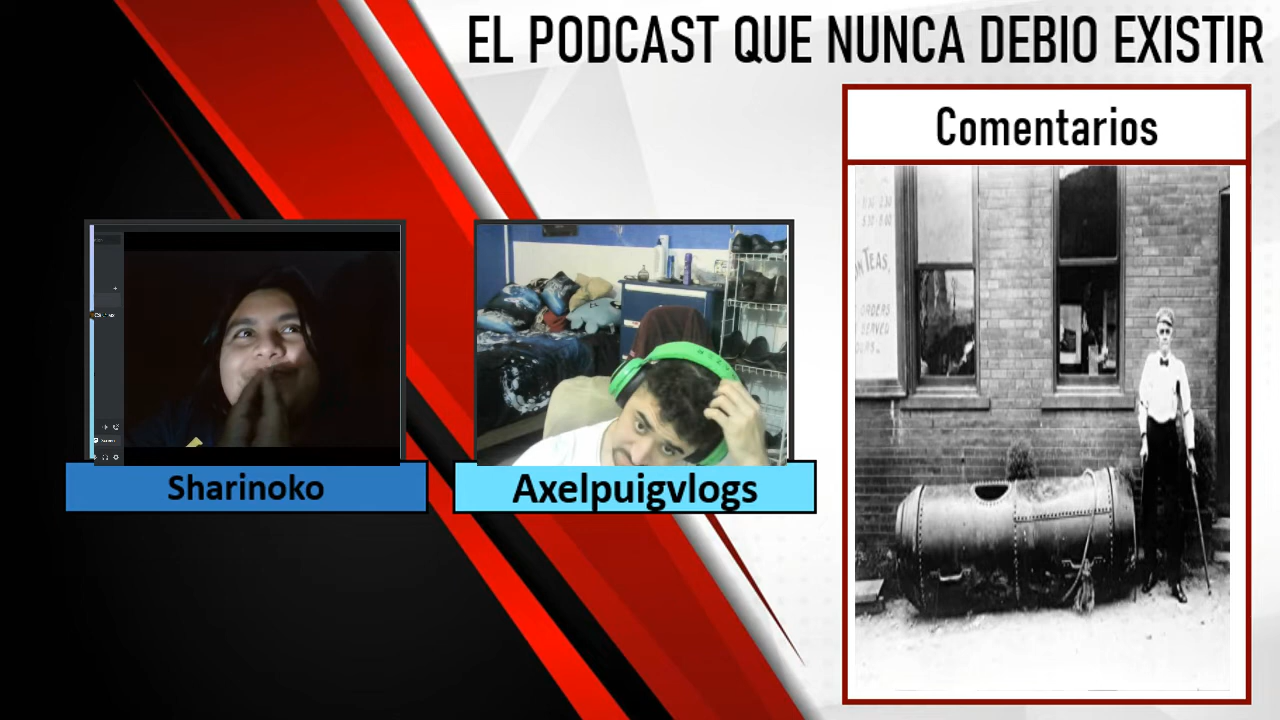 EL PODCAST QUE NUNCA DEBIO EXISTIR
Comentarios
TEAS,
ORDERS
SERVED
Sharinoko
Axelpuigvlogs